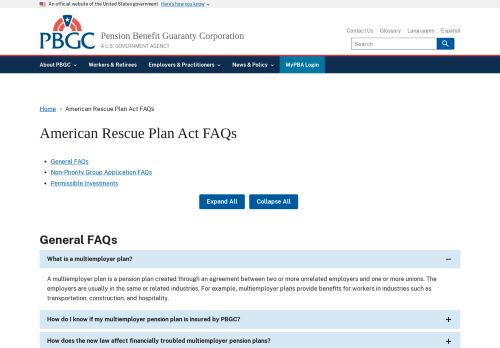 An official website of the United States government Here's how you know
PBGC
Pension Benefit Guaranty Corporation
A U.S. GOVERNMENT AGENCY
Contact Us Glossary Languages Español
Search
About PBGC Workers & Retirees Employers & Practitioners News & Policy MyPBA Login
Home › American Rescue Plan Act FAQs
American Rescue Plan Act FAQs
• General FAQs
• Non-Priority Group Application FAQs
• Permissible Investments
Expand All Collapse All
General FAQs
What is a multiemployer plan?
A multiemployer plan is a pension plan created through an agreement between two or more unrelated employers and one or more unions. The
employers are usually in the same or related industries. For example, multiemployer plans provide benefits for workers in industries such as
transportation, construction, and hospitality.
How do I know if my multiemployer pension plan is insured by PBGC?
How does the new law affect financially troubled multiemployer pension plans?